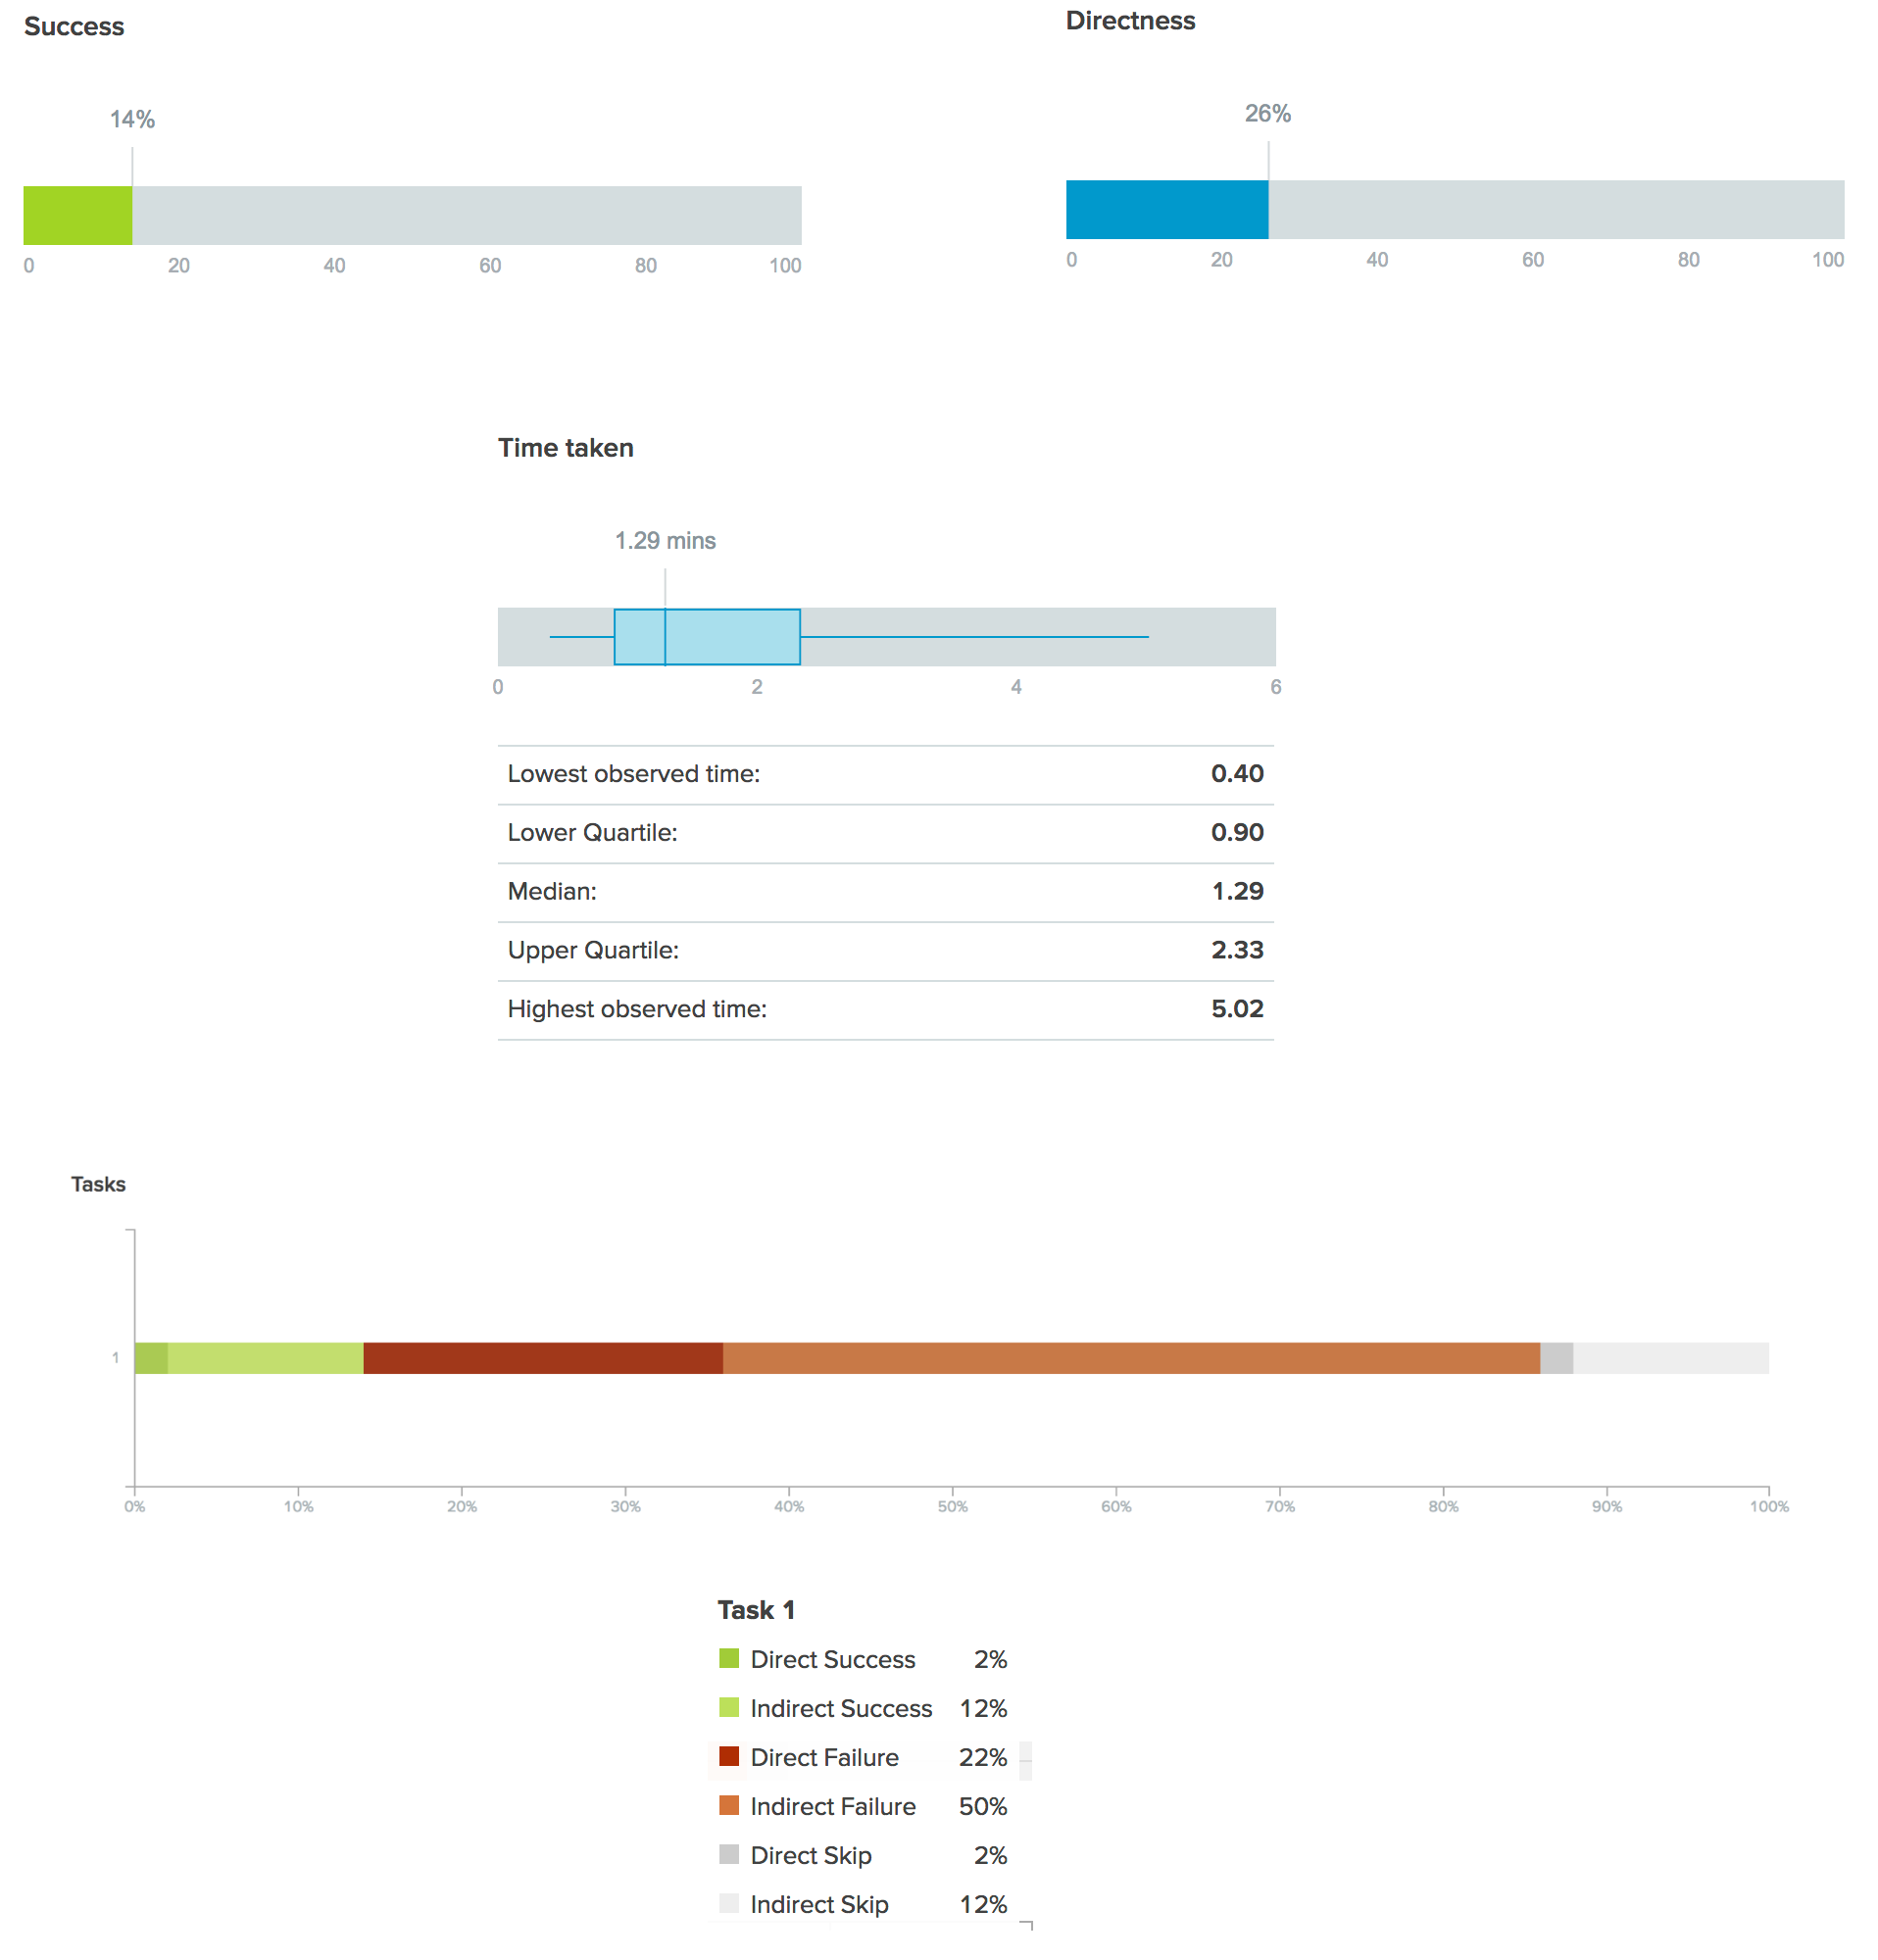 Success
14%
0 20 40 60 80 100
Directness
26%
0 20 40 60 80 100
Time taken
1.29 mins
0 2 4 6
Lowest observed time: 0.40
Lower Quartile: 0.90
Median: 1.29
Upper Quartile: 2.33
Highest observed time: 5.02
Tasks
1
0% 10% 20% 30% 40% 50% 60% 70% 80% 90% 100%
Task 1
Direct Success 2%
Indirect Success 12%
Direct Failure 22%
Indirect Failure 50%
Direct Skip 2%
Indirect Skip 12%